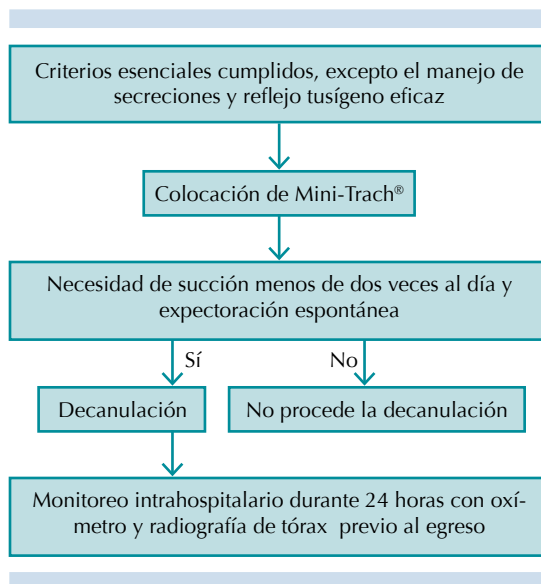 Criterios esenciales cumplidos, excepto el manejo de
secreciones y reflejo tusígeno eficaz
Colocación de Mini-Trach®
Necesidad de succión menos de dos veces al día y
expectoración espontánea
Sí
No
Decanulación
No procede la decanulación
Monitoreo intrahospitalario durante 24 horas con oxí-
metro y radiografía de tórax previo al egreso